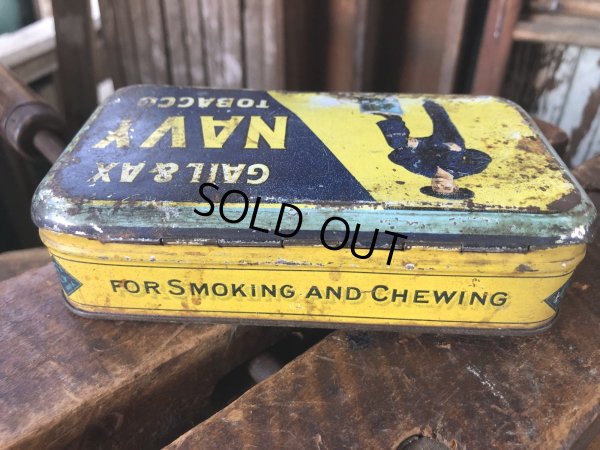 GAIL & AX
NAVY
TOBACCO
SOLD OUT
FOR SMOKING AND CHEWING